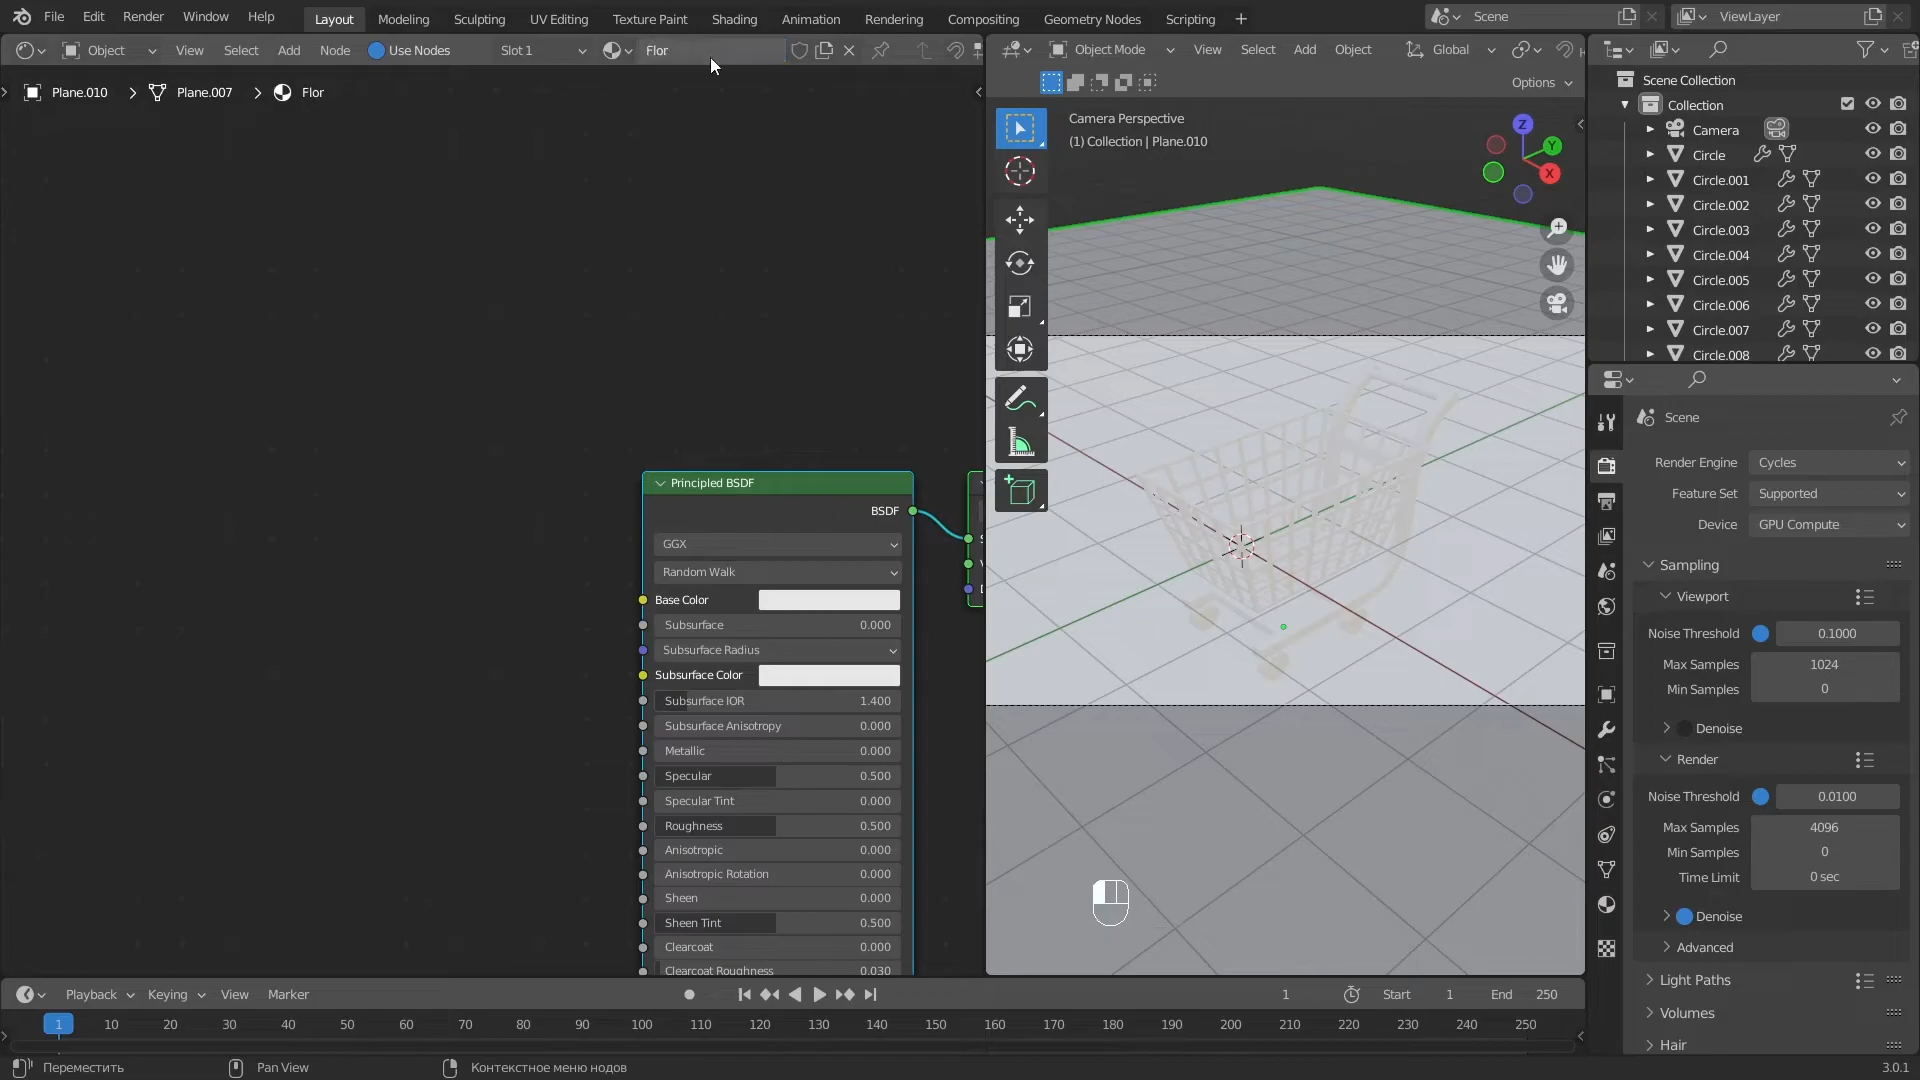 File Edit Render Window Help Layout Modeling Sculpting UV Editing Texture Paint Shading Animation Rendering Compositing Geometry Nodes Scripting + Scene ViewLayer
Object View Select Add Node Use Nodes Slot 1 Flor Object Mode View Select Add Object Global
Options
Plane.010 > Plane.007 > Flor
Camera Perspective
(1) Collection | Plane.010
Z
Y
X
Scene Collection
Collection
Camera
Circle
Circle.001
Circle.002
Circle.003
Circle.004
Circle.005
Circle.006
Circle.007
Circle.008
Principled BSDF
BSDF
GGX
Random Walk
Base Color
Subsurface 0.000
Subsurface Radius
Subsurface Color
Subsurface IOR 1.400
Subsurface Anisotropy 0.000
Metallic 0.000
Specular 0.500
Specular Tint 0.000
Roughness 0.500
Anisotropic 0.000
Anisotropic Rotation 0.000
Sheen 0.000
Sheen Tint 0.500
Clearcoat 0.000
Clearcoat Roughness 0.030
Scene
Render Engine Cycles
Feature Set Supported
Device GPU Compute
Sampling
Viewport
Noise Threshold 0.1000
Max Samples 1024
Min Samples 0
Denoise
Render
Noise Threshold 0.0100
Max Samples 4096
Min Samples 0
Time Limit 0 sec
Denoise
Advanced
Light Paths
Volumes
Hair
Playback Keying View Marker 1 Start 1 End 250
1 10 20 30 40 50 60 70 80 90 100 110 120 130 140 150 160 170 180 190 200 210 220 230 240 250
Переместить Pan View Контекстное меню нодов 3.0.1